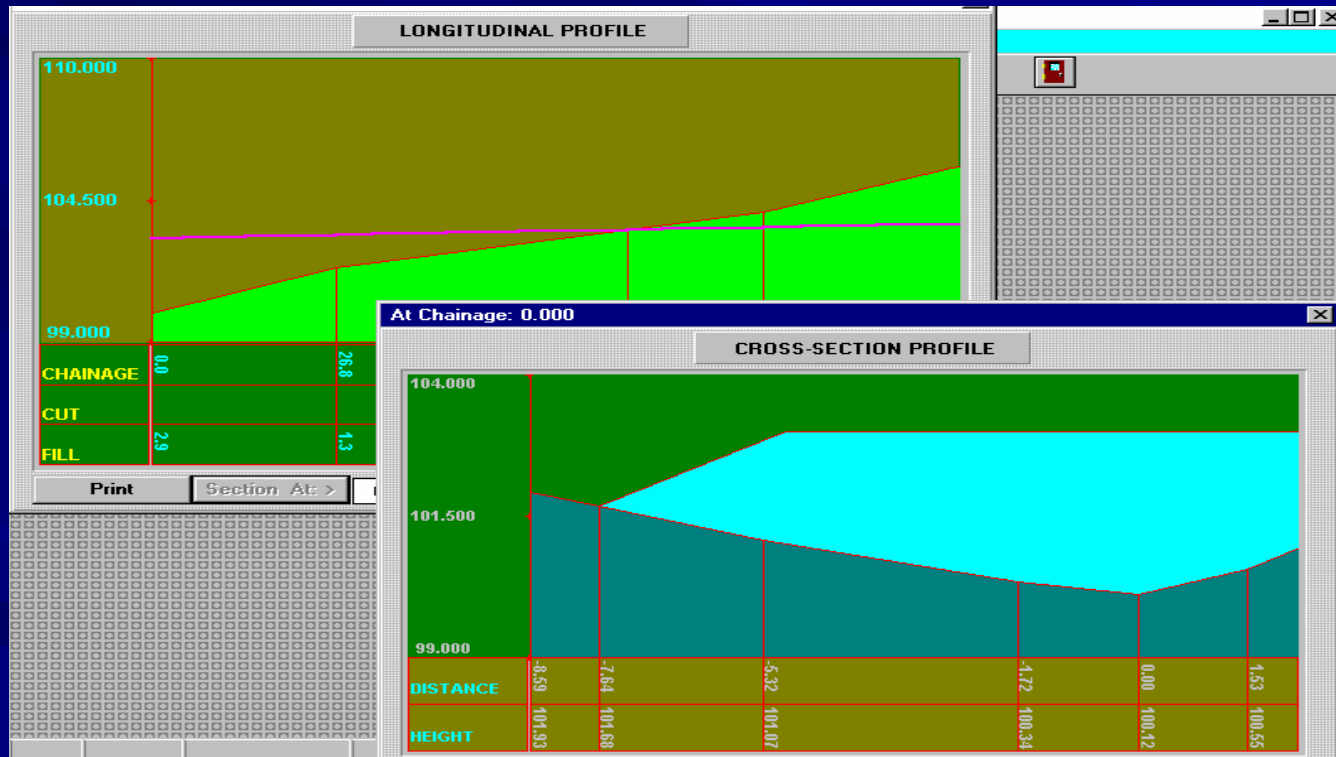 LONGITUDINAL PROFILE
110.000
104.500
99.000
CHAINAGE 0.0 26.8
CUT
FILL 2.9 1.3
Print
Section At: >
At Chainage: 0.000
CROSS-SECTION PROFILE
104.000
101.500
99.000
DISTANCE -8.59 -7.64 -5.32 -1.72 0.00 1.53
HEIGHT 101.93 101.68 101.07 100.34 100.12 100.55